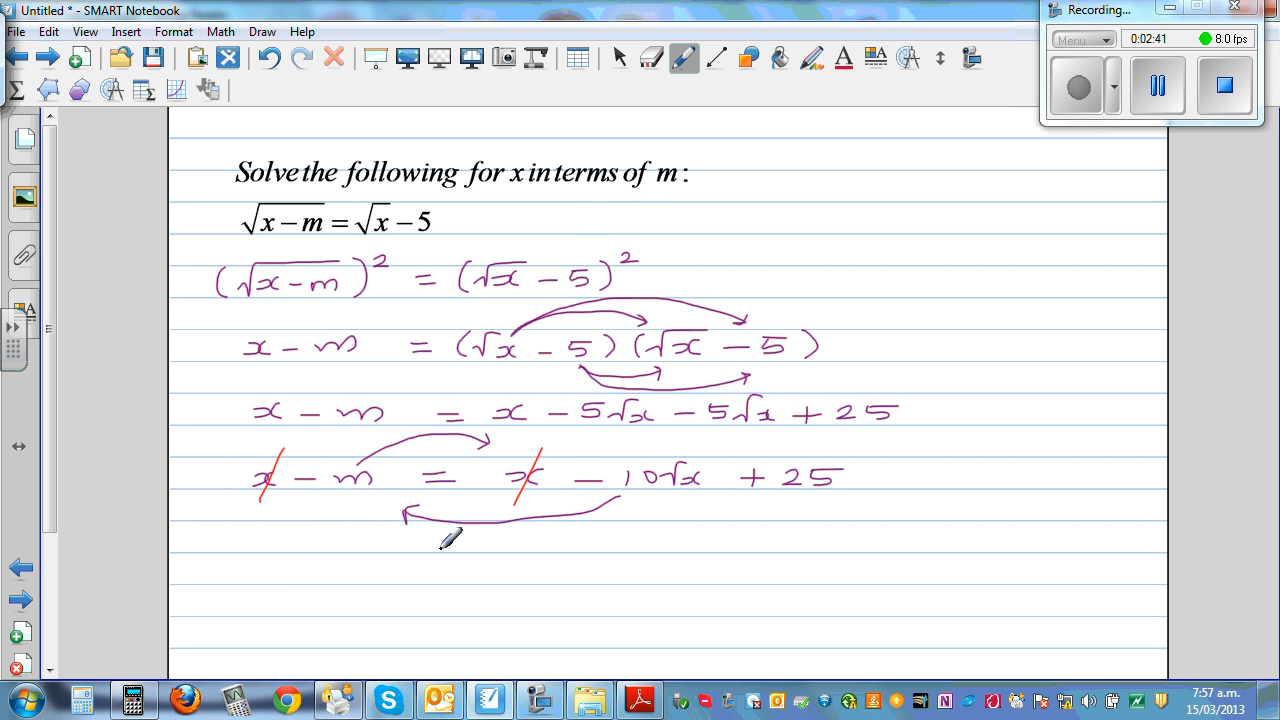 Untitled * - SMART Notebook
File Edit View Insert Format Math Draw Help
Recording...
Menu 0:02:41 8.0 fps
Solve the following for x in terms of m :
√(x − m) = √x − 5
(√(x − m))² = (√x − 5)²
x − m = (√x − 5)(√x − 5)
x − m = x − 5√x − 5√x + 25
x − m = x − 10√x + 25
7:57 a.m.
15/03/2013